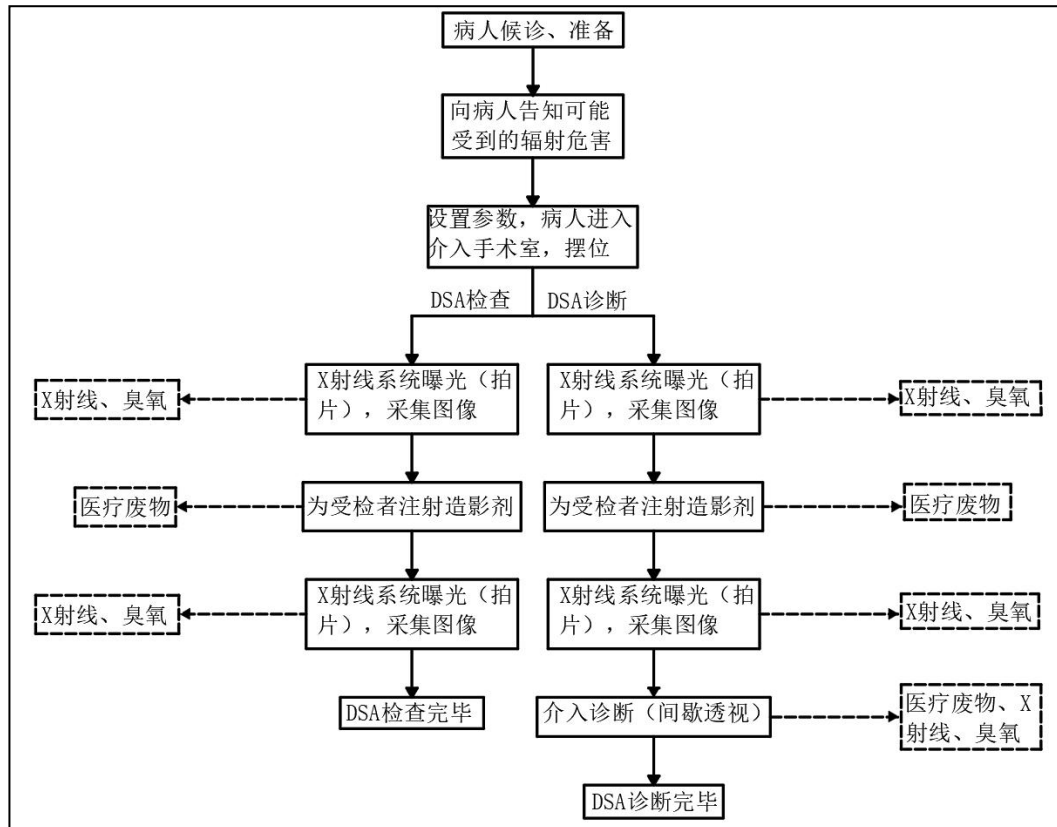 病人候诊、准备
向病人告知可能
受到的辐射危害
设置参数,病人进入
介入手术室,摆位
DSA检查
DSA诊断
X射线、臭氧
X射线系统曝光（拍
片）,采集图像
X射线系统曝光（拍
片）,采集图像
X射线、臭氧
医疗废物
为受检者注射造影剂
为受检者注射造影剂
医疗废物
X射线、臭氧
X射线系统曝光（拍
片）,采集图像
X射线系统曝光（拍
片）,采集图像
X射线、臭氧
DSA检查完毕
介入诊断（间歇透视）
医疗废物、X
射线、臭氧
DSA诊断完毕